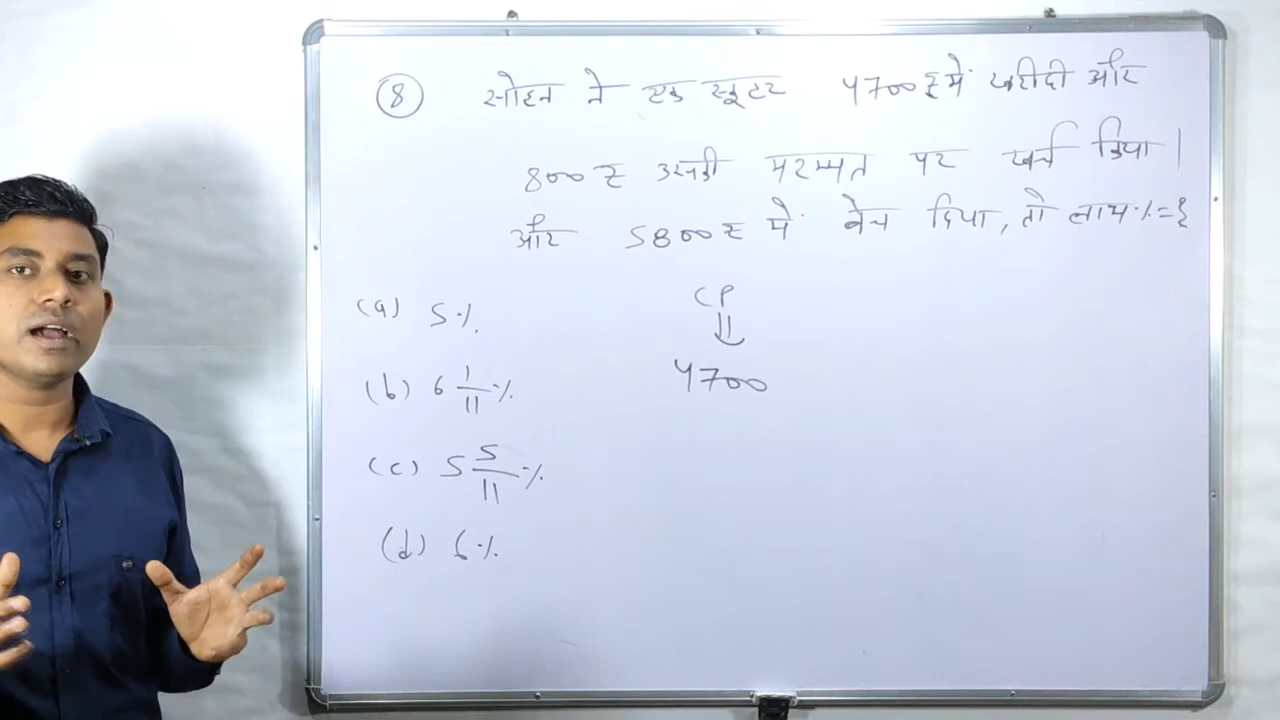 (8) सोहन ने एक स्कूटर 4700 ₹ में खरीदी और
800 ₹ उसकी मरम्मत पर खर्च किया।
और 5800 ₹ में बेच दिया, तो लाभ % = ?
(a) 5 %
(b) 6 1/11 %
(c) 5 5/11 %
(d) 6 %
CP
⇓
4700